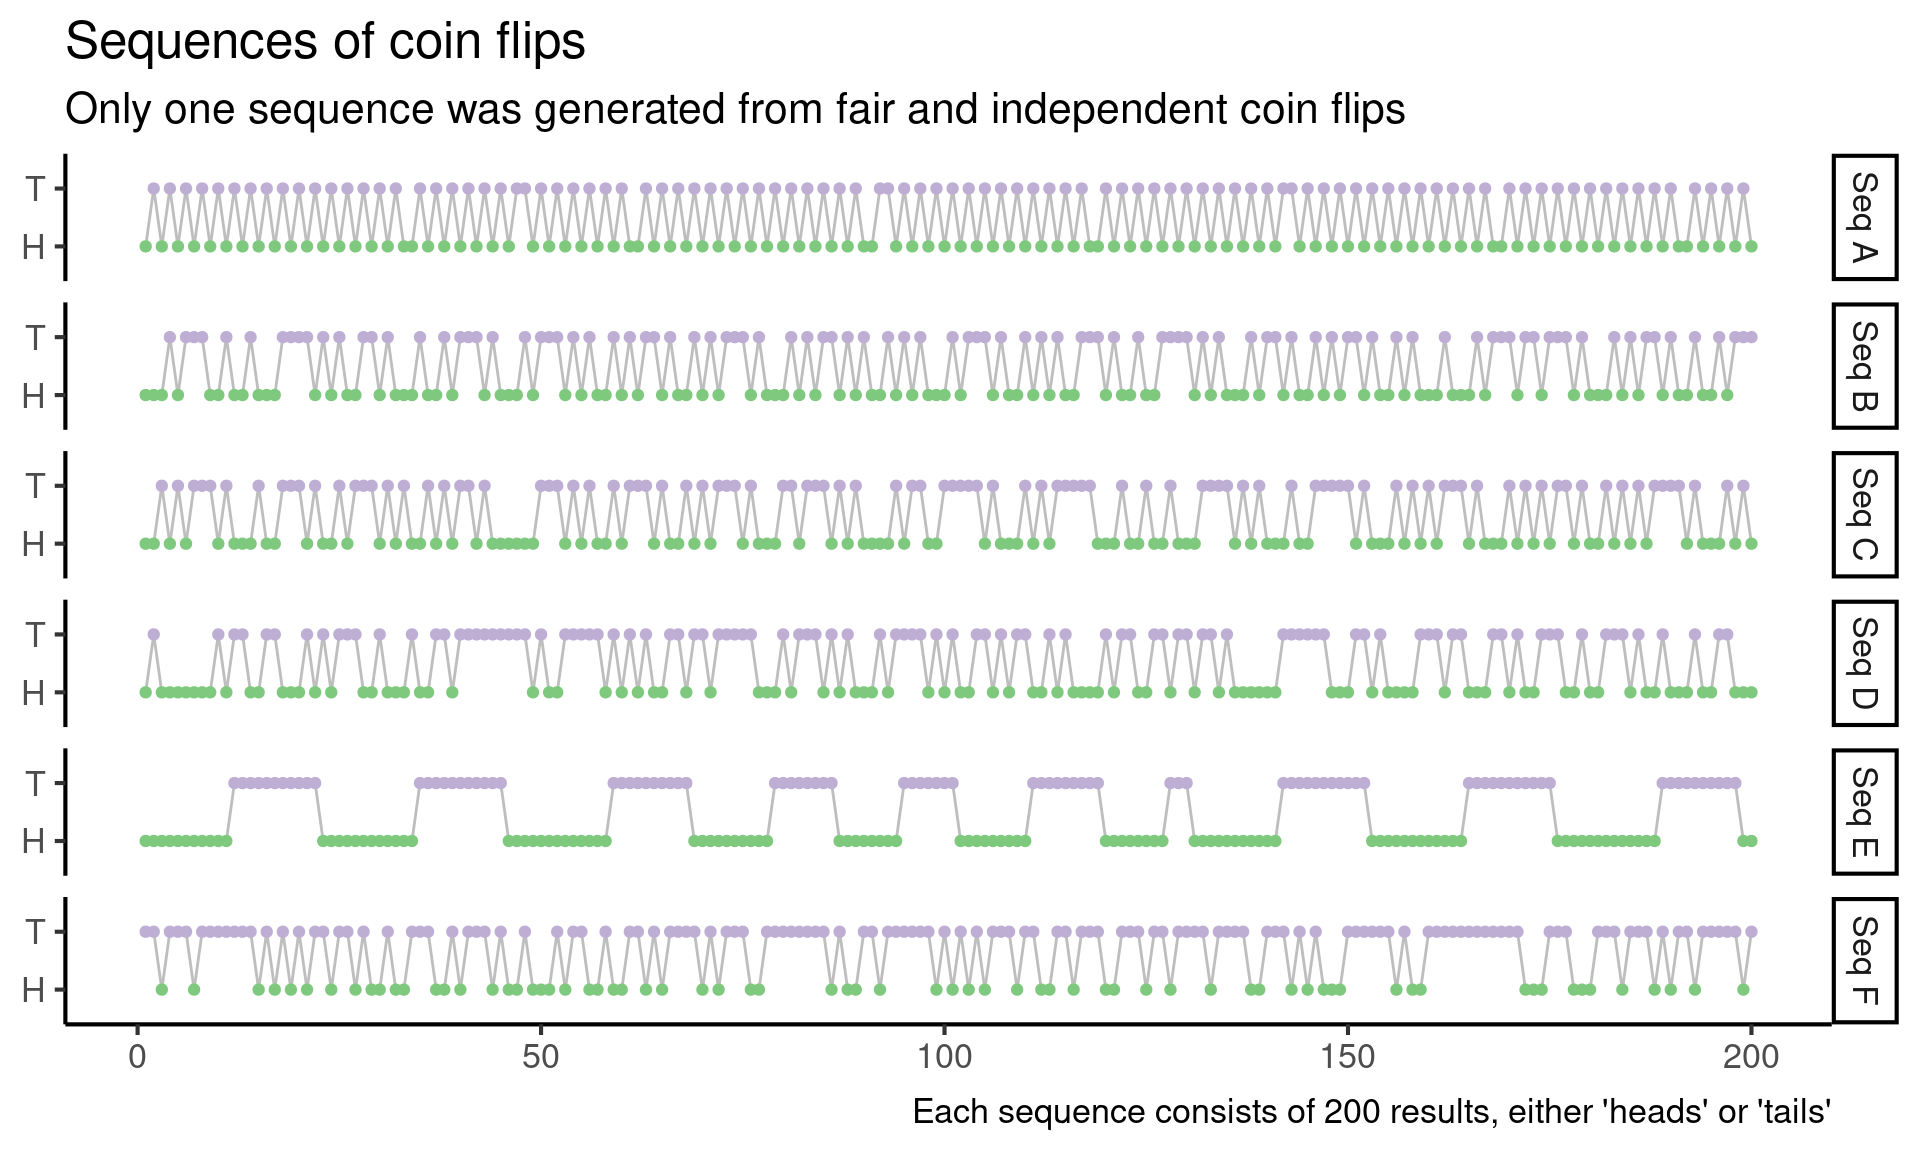 Sequences of coin flips
Only one sequence was generated from fair and independent coin flips
T
H
Seq A
T
H
Seq B
T
H
Seq C
T
H
Seq D
T
H
Seq E
T
H
Seq F
0 50 100 150 200
Each sequence consists of 200 results, either 'heads' or 'tails'